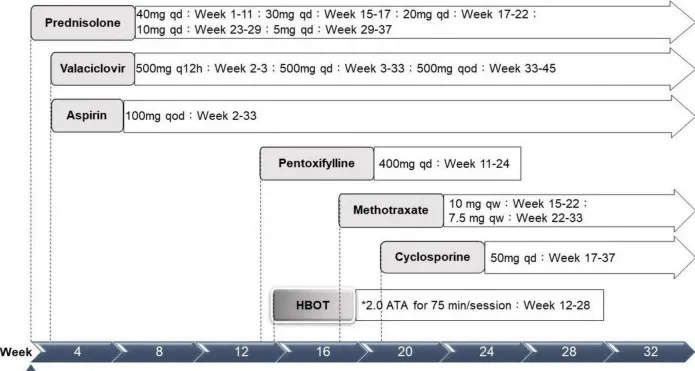 Prednisolone
40mg qd：Week 1-11；30mg qd：Week 15-17；20mg qd：Week 17-22；
10mg qd：Week 23-29；5mg qd：Week 29-37
Valaciclovir
500mg q12h：Week 2-3；500mg qd：Week 3-33；500mg qod：Week 33-45
Aspirin
100mg qod：Week 2-33
Pentoxifylline
400mg qd：Week 11-24
Methotraxate
10 mg qw：Week 15-22；
7.5 mg qw：Week 22-33
Cyclosporine
50mg qd：Week 17-37
HBOT
*2.0 ATA for 75 min/session：Week 12-28
Week 4 8 12 16 20 24 28 32